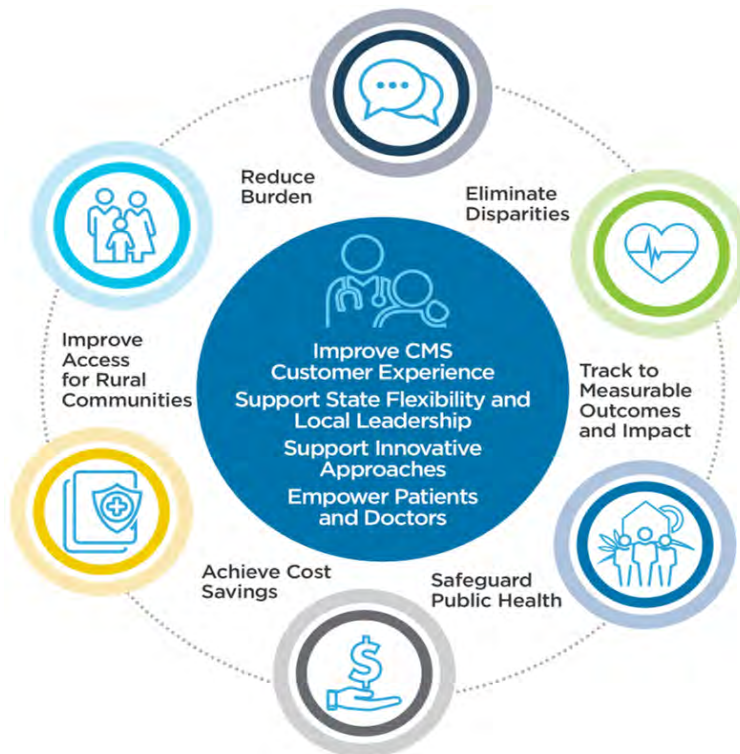 Reduce
Burden
Eliminate
Disparities
Improve
Access
for Rural
Communities
Improve CMS
Customer Experience
Support State Flexibility and
Local Leadership
Support Innovative
Approaches
Empower Patients
and Doctors
Track to
Measurable
Outcomes
and Impact
Achieve Cost
Savings
Safeguard
Public Health
$